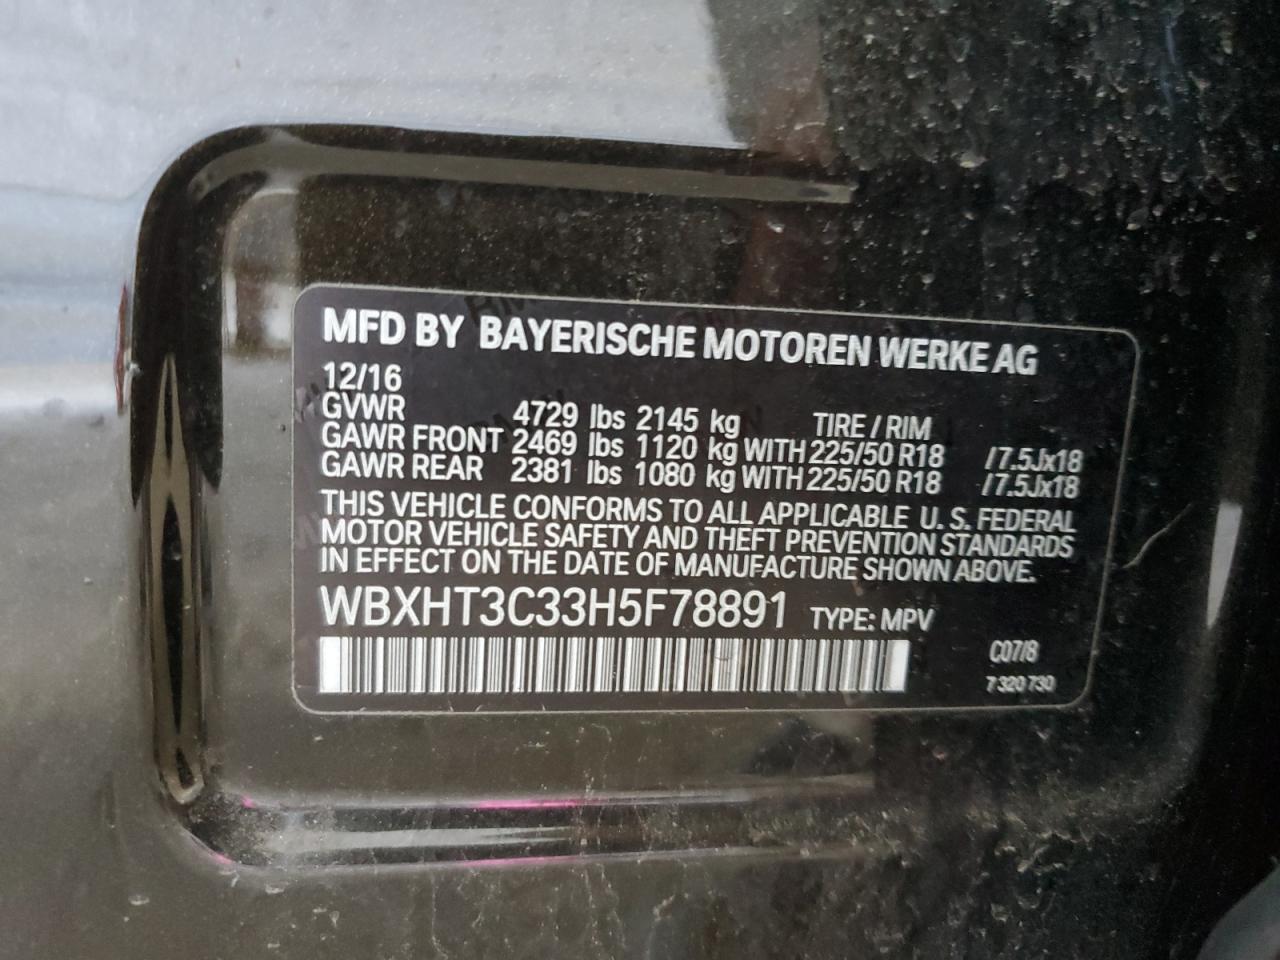 MFD BY BAYERISCHE MOTOREN WERKE AG
12/16
GVWR 4729 lbs 2145 kg TIRE / RIM
GAWR FRONT 2469 lbs 1120 kg WITH 225/50 R18 /7.5Jx18
GAWR REAR 2381 lbs 1080 kg WITH 225/50 R18 /7.5Jx18
THIS VEHICLE CONFORMS TO ALL APPLICABLE U. S. FEDERAL
MOTOR VEHICLE SAFETY AND THEFT PREVENTION STANDARDS
IN EFFECT ON THE DATE OF MANUFACTURE SHOWN ABOVE.
WBXHT3C33H5F78891 TYPE: MPV
C07/8
7 320 730